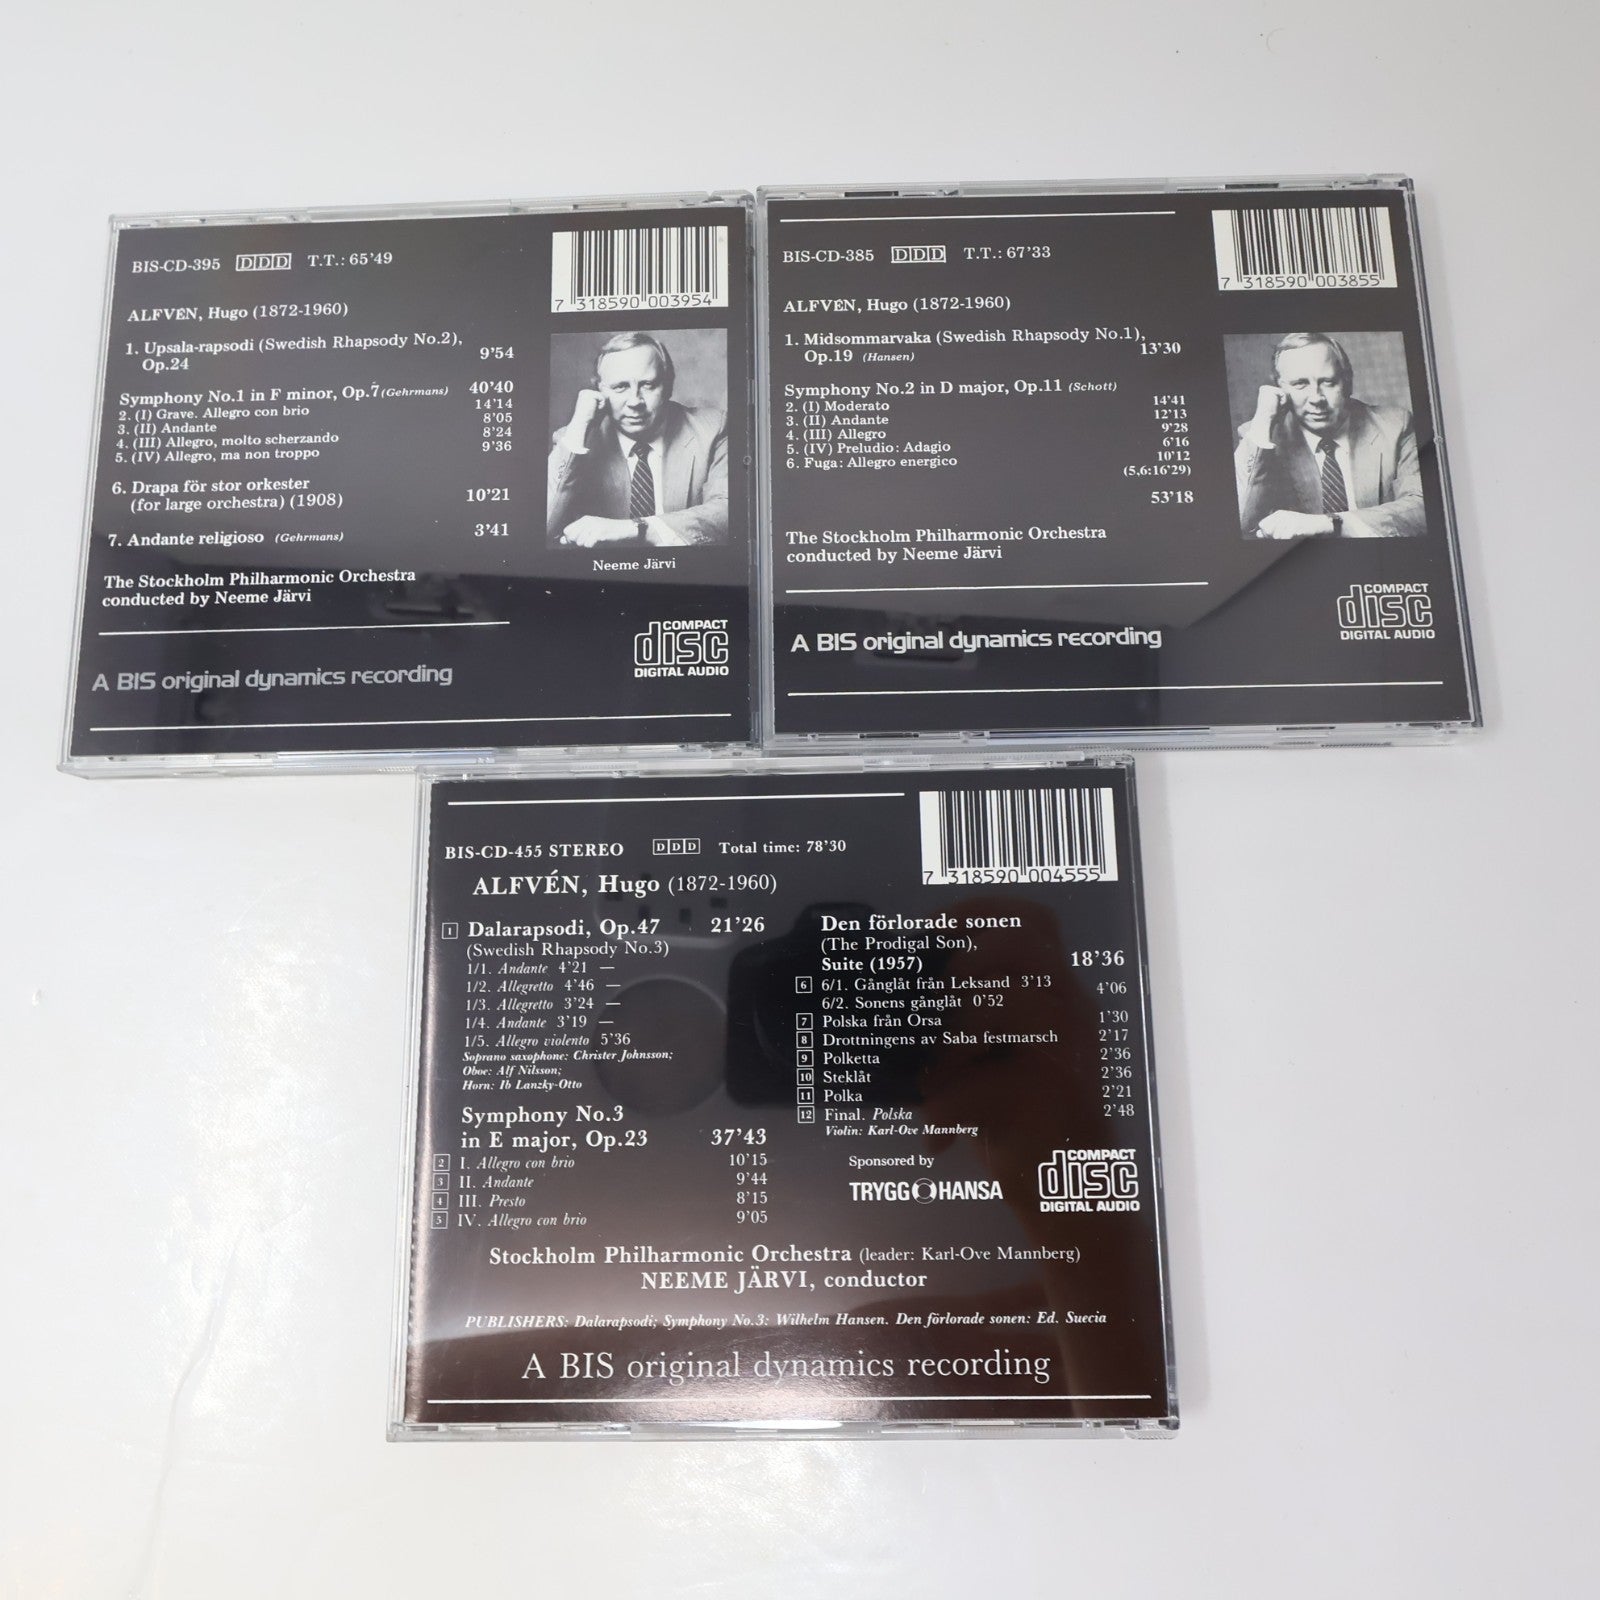 BIS-CD-395 DDD T.T.: 65'49
7 318590 003954
ALFVÉN, Hugo (1872-1960)
1. Upsala-rapsodi (Swedish Rhapsody No.2),
Op.24 9'54
Symphony No.1 in F minor, Op.7 (Gehrmans) 40'40
2. (I) Grave. Allegro con brio 14'14
3. (II) Andante 8'05
4. (III) Allegro, molto scherzando 8'24
5. (IV) Allegro, ma non troppo 9'36
6. Drapa för stor orkester
(for large orchestra) (1908) 10'21
7. Andante religioso (Gehrmans) 3'41
Neeme Järvi
The Stockholm Philharmonic Orchestra
conducted by Neeme Järvi
COMPACT
disc
DIGITAL AUDIO
A BIS original dynamics recording
BIS-CD-385 DDD T.T.: 67'33
7 318590 003855
ALFVÉN, Hugo (1872-1960)
1. Midsommarvaka (Swedish Rhapsody No.1),
Op.19 (Hansen) 13'30
Symphony No.2 in D major, Op.11 (Schott)
2. (I) Moderato 14'41
3. (II) Andante 12'13
4. (III) Allegro 9'28
5. (IV) Preludio: Adagio 6'16
6. Fuga: Allegro energico 10'12
(5,6:16'29)
53'18
The Stockholm Philharmonic Orchestra
conducted by Neeme Järvi
COMPACT
disc
DIGITAL AUDIO
A BIS original dynamics recording
BIS-CD-455 STEREO DDD Total time: 78'30
7 318590 004555
ALFVÉN, Hugo (1872-1960)
1 Dalarapsodi, Op.47 21'26
(Swedish Rhapsody No.3)
1/1. Andante 4'21 —
1/2. Allegretto 4'46 —
1/3. Allegretto 3'24 —
1/4. Andante 3'19 —
1/5. Allegro violento 5'36
Soprano saxophone: Christer Johnsson;
Oboe: Alf Nilsson;
Horn: Ib Lanzky-Otto
Symphony No.3
in E major, Op.23 37'43
2 I. Allegro con brio 10'15
3 II. Andante 9'44
4 III. Presto 8'15
5 IV. Allegro con brio 9'05
Den förlorade sonen
(The Prodigal Son),
Suite (1957) 18'36
6 6/1. Gånglåt från Leksand 3'13 4'06
6/2. Sonens gånglåt 0'52
7 Polska från Orsa 1'30
8 Drottningens av Saba festmarsch 2'17
9 Polketta 2'36
10 Steklåt 2'36
11 Polka 2'21
12 Final. Polska 2'48
Violin: Karl-Ove Mannberg
Sponsored by
TRYGG HANSA
COMPACT
disc
DIGITAL AUDIO
Stockholm Philharmonic Orchestra (leader: Karl-Ove Mannberg)
NEEME JÄRVI, conductor
PUBLISHERS: Dalarapsodi; Symphony No.3: Wilhelm Hansen. Den förlorade sonen: Ed. Suecia
A BIS original dynamics recording